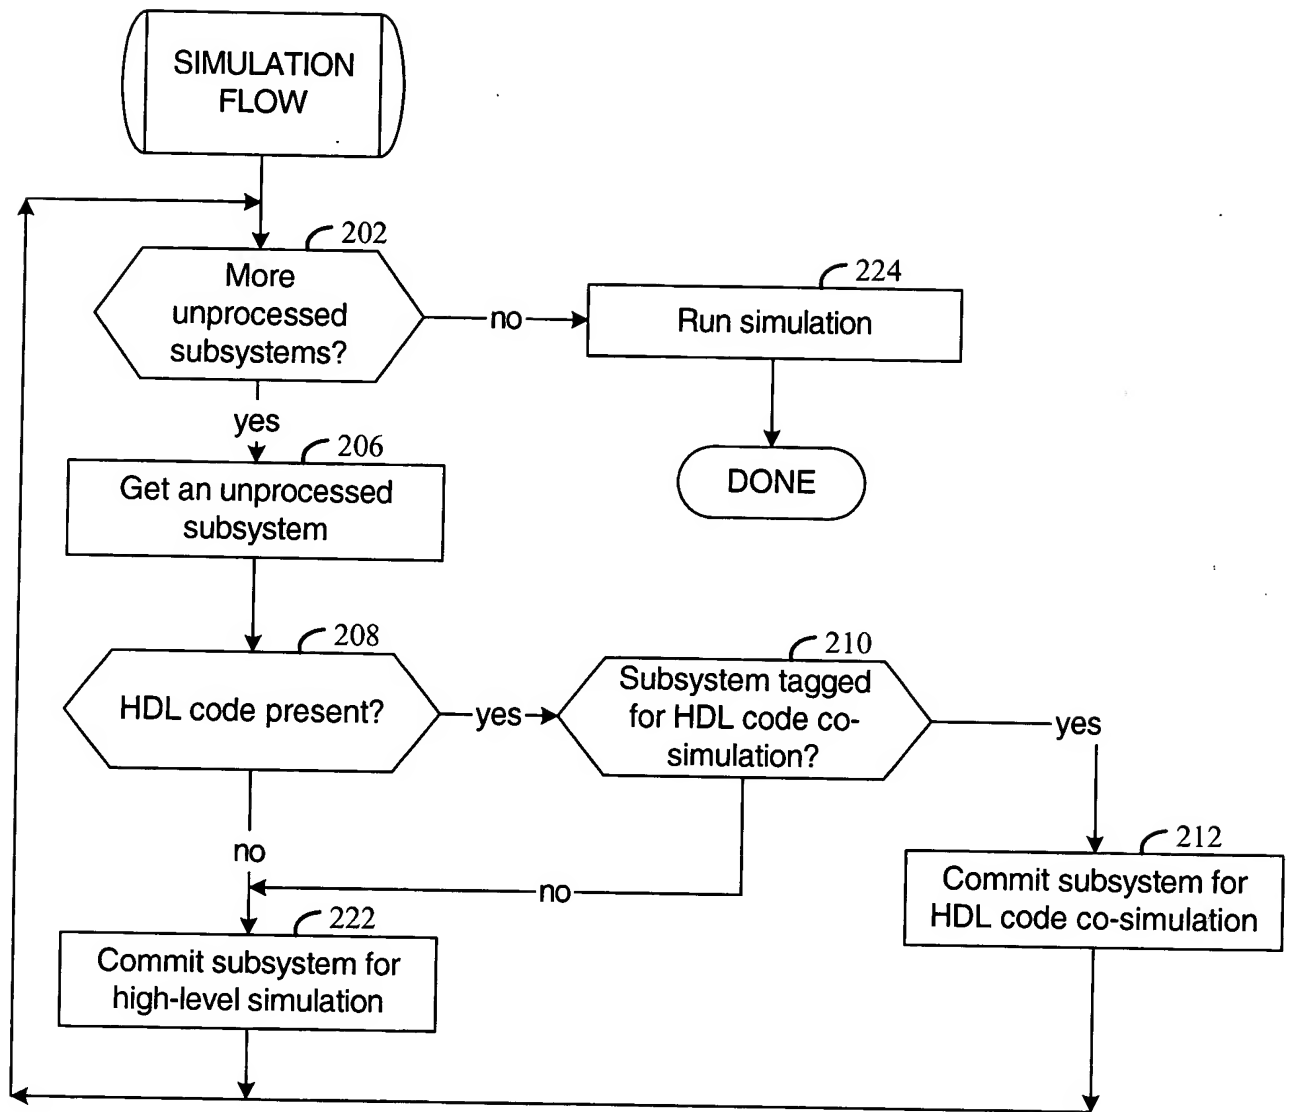 SIMULATION
FLOW
202
More
unprocessed
subsystems?
no
224
Run simulation
yes
DONE
206
Get an unprocessed
subsystem
208
HDL code present?
yes
210
Subsystem tagged
for HDL code co-
simulation?
yes
no
no
212
Commit subsystem for
HDL code co-simulation
222
Commit subsystem for
high-level simulation